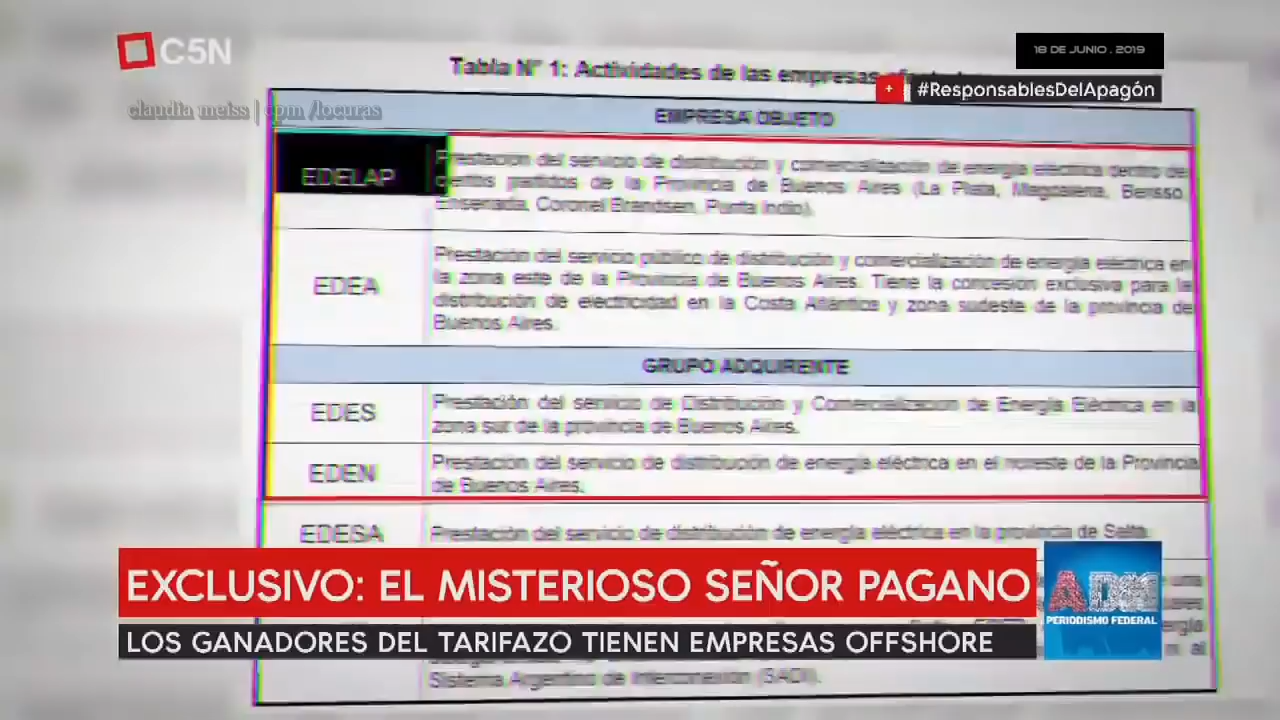 C5N
18 DE JUNIO . 2019
Tabla N° 1: Actividades de las empresas
+ #ResponsablesDelApagón
claudia meiss | cpm /locuras
EMPRESA OBJETO
EDELAP
Prestación del servicio de distribución y comercialización de energía eléctrica dentro de
ciertos partidos de la Provincia de Buenos Aires (La Plata, Magdalena, Berisso,
Ensenada, Coronel Brandsen, Punta Indio).
EDEA
Prestación del servicio público de distribución y comercialización de energía eléctrica en
la zona este de la Provincia de Buenos Aires. Tiene la concesión exclusiva para la
distribución de electricidad en la Costa Atlántica y zona sudeste de la provincia de
Buenos Aires.
GRUPO ADQUIRENTE
EDES
Prestación del servicio de Distribución y Comercialización de Energía Eléctrica en la
zona sur de la provincia de Buenos Aires.
EDEN
Prestación del servicio de distribución de energía eléctrica en el noreste de la Provincia
de Buenos Aires.
EDESA
Prestación del servicio de distribución de energía eléctrica en la provincia de Salta.
EXCLUSIVO: EL MISTERIOSO SEÑOR PAGANO
LOS GANADORES DEL TARIFAZO TIENEN EMPRESAS OFFSHORE
ADN
PERIODISMO FEDERAL
Sistema Argentino de Interconexión (SADI).